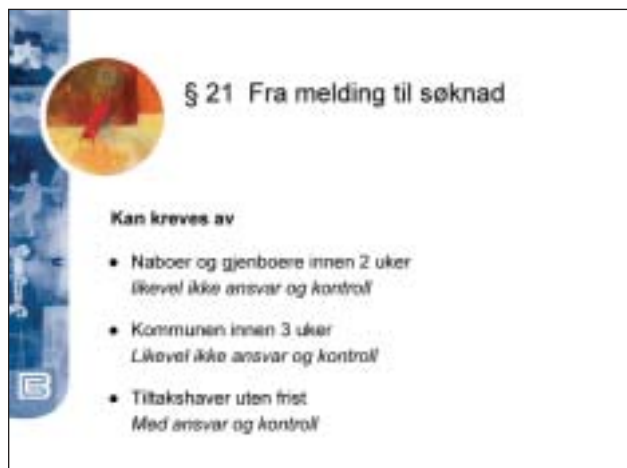 § 21 Fra melding til søknad
Kan kreves av
• Naboer og gjenboere innen 2 uker
likevel ikke ansvar og kontroll
• Kommunen innen 3 uker
Likevel ikke ansvar og kontroll
• Tiltakshaver uten frist
Med ansvar og kontroll